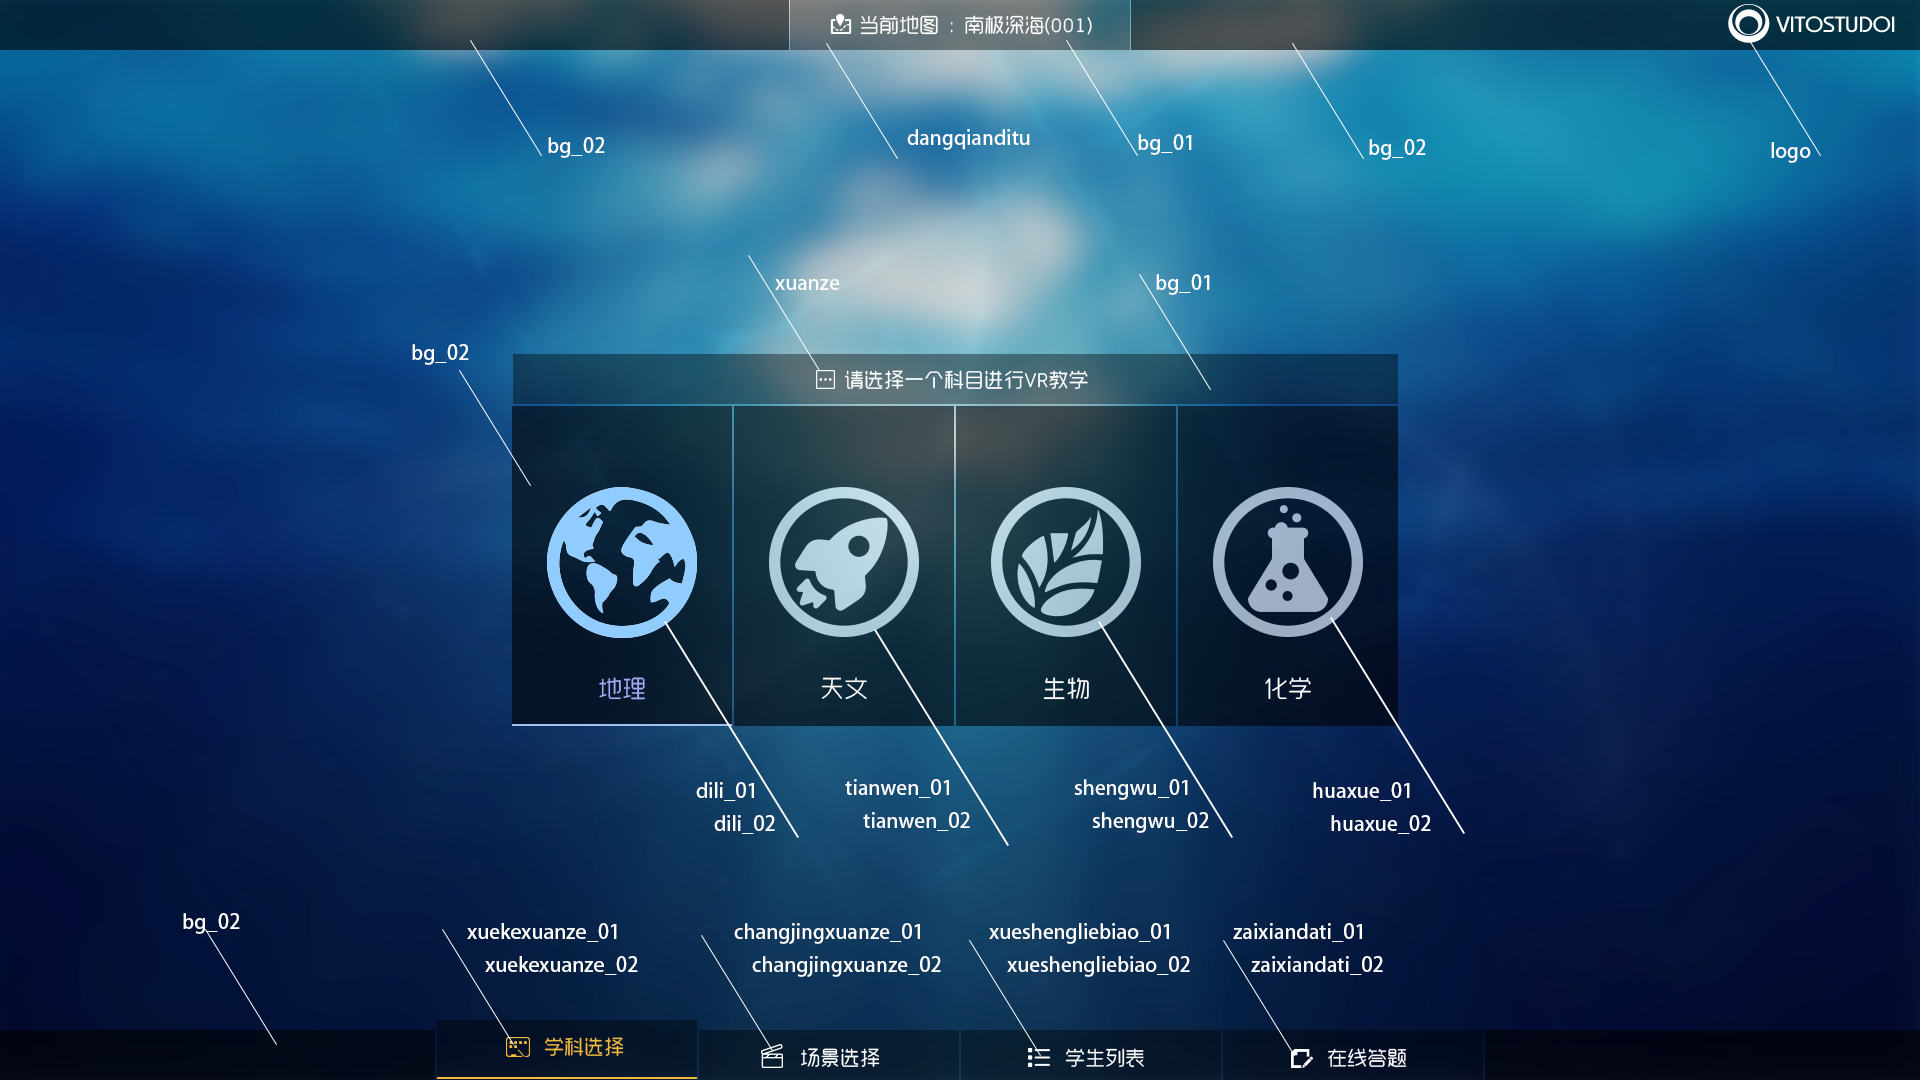 当前地图 : 南极深海(001)
VITOSTUDOI
bg_02
dangqianditu
bg_01
bg_02
logo
xuanze
bg_01
bg_02
请选择一个科目进行VR教学
地理
天文
生物
化学
dili_01
dili_02
tianwen_01
tianwen_02
shengwu_01
shengwu_02
huaxue_01
huaxue_02
bg_02
xuekexuanze_01
xuekexuanze_02
changjingxuanze_01
changjingxuanze_02
xueshengliebiao_01
xueshengliebiao_02
zaixiandati_01
zaixiandati_02
学科选择
场景选择
学生列表
在线答题